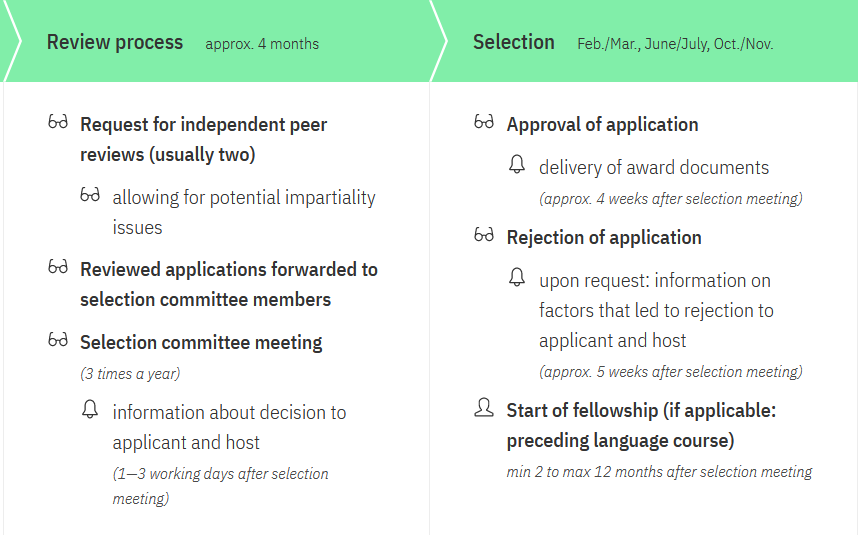 Review process approx. 4 months
Request for independent peer
reviews (usually two)
allowing for potential impartiality
issues
Reviewed applications forwarded to
selection committee members
Selection committee meeting
(3 times a year)
information about decision to
applicant and host
(1—3 working days after selection
meeting)
Selection Feb./Mar., June/July, Oct./Nov.
Approval of application
delivery of award documents
(approx. 4 weeks after selection meeting)
Rejection of application
upon request: information on
factors that led to rejection to
applicant and host
(approx. 5 weeks after selection meeting)
Start of fellowship (if applicable:
preceding language course)
min 2 to max 12 months after selection meeting